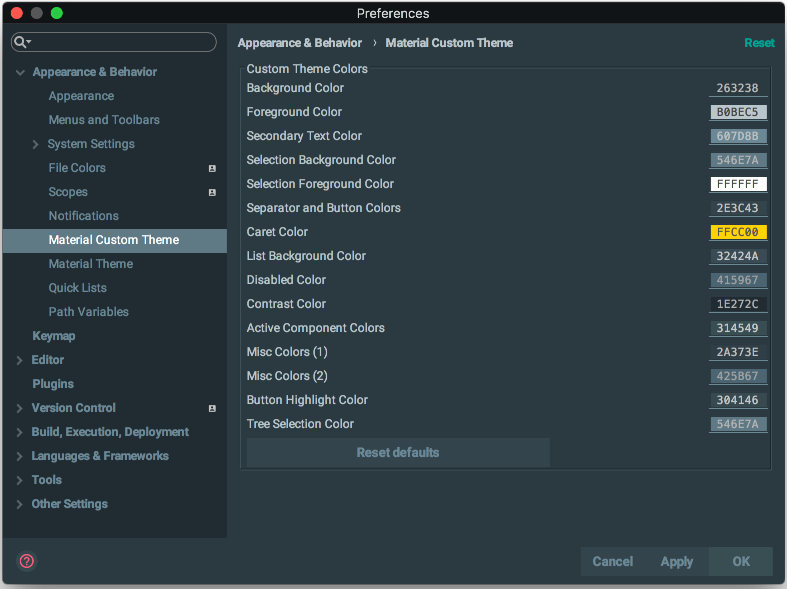 Preferences
Appearance & Behavior › Material Custom Theme Reset
Appearance & Behavior
Appearance
Menus and Toolbars
System Settings
File Colors
Scopes
Notifications
Material Custom Theme
Material Theme
Quick Lists
Path Variables
Keymap
Editor
Plugins
Version Control
Build, Execution, Deployment
Languages & Frameworks
Tools
Other Settings
Custom Theme Colors
Background Color 263238
Foreground Color B0BEC5
Secondary Text Color 607D8B
Selection Background Color 546E7A
Selection Foreground Color FFFFFF
Separator and Button Colors 2E3C43
Caret Color FFCC00
List Background Color 32424A
Disabled Color 415967
Contrast Color 1E272C
Active Component Colors 314549
Misc Colors (1) 2A373E
Misc Colors (2) 425B67
Button Highlight Color 304146
Tree Selection Color 546E7A
Reset defaults
?
Cancel Apply OK